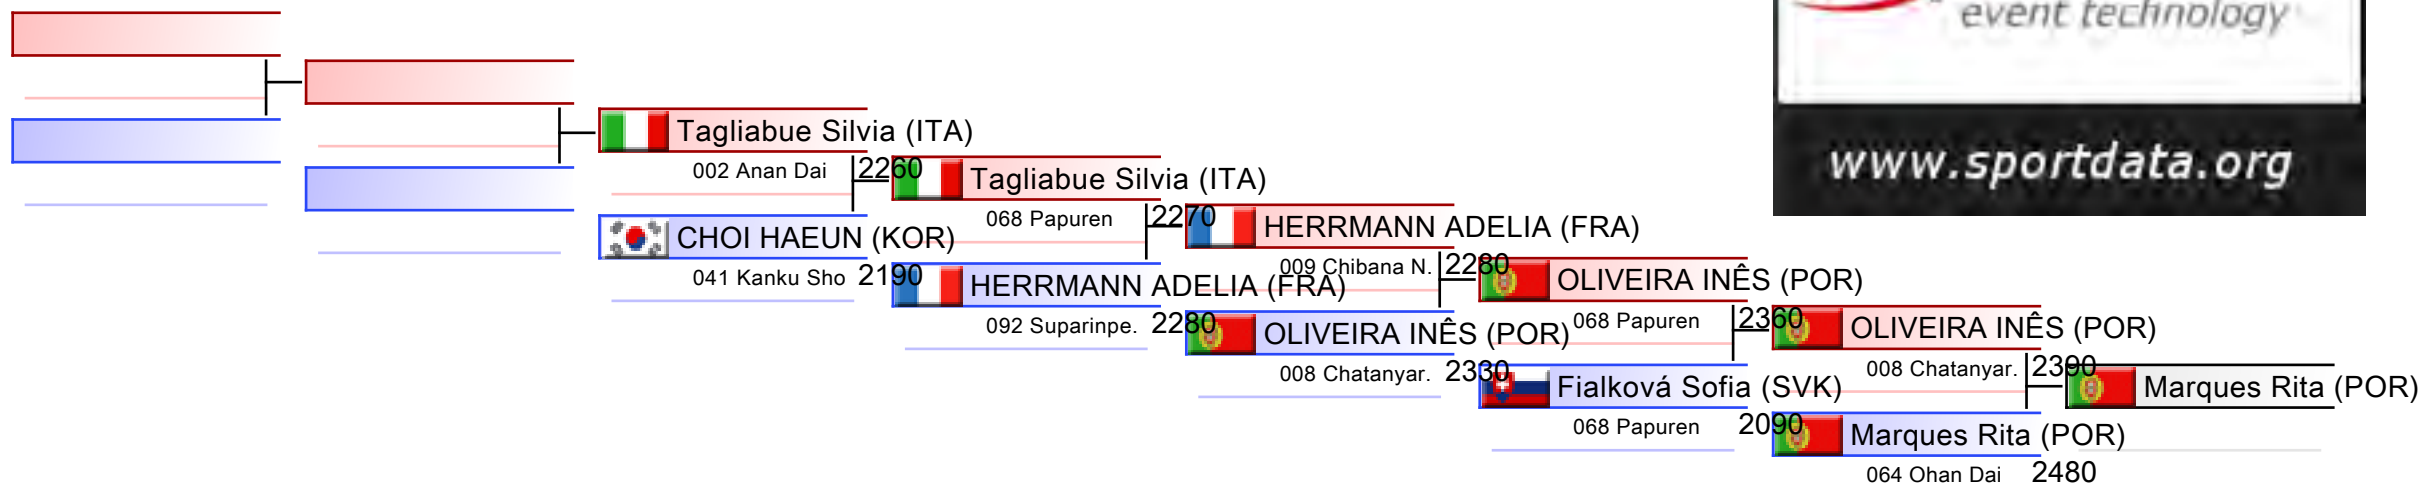 event technology
www.sportdata.org
Tagliabue Silvia (ITA)
002 Anan Dai 2260
CHOI HAEUN (KOR)
041 Kanku Sho 2190
Tagliabue Silvia (ITA)
068 Papuren 2270
HERRMANN ADELIA (FRA)
092 Suparinpe. 2280
HERRMANN ADELIA (FRA)
009 Chibana N. 2280
OLIVEIRA INÊS (POR)
008 Chatanyar. 2330
OLIVEIRA INÊS (POR)
068 Papuren 2360
Fialková Sofia (SVK)
068 Papuren 2090
OLIVEIRA INÊS (POR)
008 Chatanyar. 2390
Marques Rita (POR)
064 Ohan Dai 2480
Marques Rita (POR)